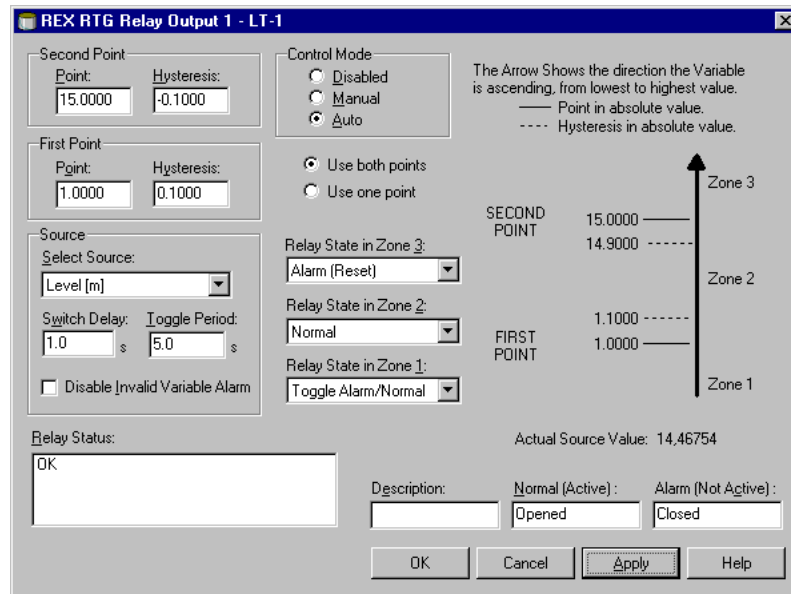 REX RTG Relay Output 1 - LT-1
Second Point
Point:
Hysteresis:
15.0000
-0.1000
First Point
Point:
Hysteresis:
1.0000
0.1000
Source
Select Source:
Level [m]
Switch Delay:
Toggle Period:
1.0 s
5.0 s
Disable Invalid Variable Alarm
Control Mode
Disabled
Manual
Auto
Use both points
Use one point
Relay State in Zone 3:
Alarm (Reset)
Relay State in Zone 2:
Normal
Relay State in Zone 1:
Toggle Alarm/Normal
The Arrow Shows the direction the Variable
is ascending, from lowest to highest value.
Point in absolute value.
Hysteresis in absolute value.
Zone 3
SECOND
POINT
15.0000
14.9000
Zone 2
1.1000
FIRST
POINT
1.0000
Zone 1
Actual Source Value: 14,46754
Relay Status:
OK
Description:
Normal (Active) :
Opened
Alarm (Not Active) :
Closed
OK
Cancel
Apply
Help